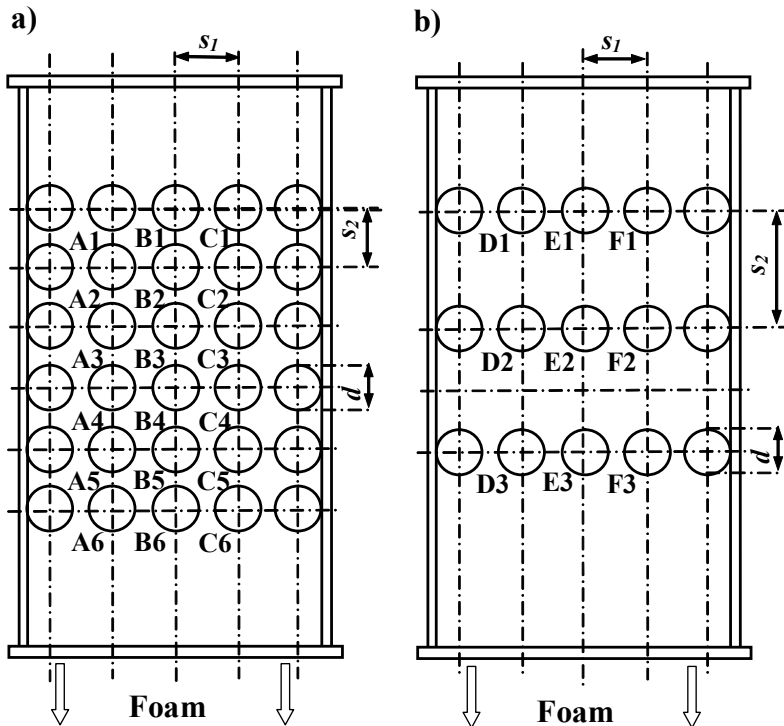 a)
s1
A1 B1 C1
s2
A2 B2 C2
A3 B3 C3
d
A4 B4 C4
A5 B5 C5
A6 B6 C6
Foam
b)
s1
D1 E1 F1
s2
D2 E2 F2
d
D3 E3 F3
Foam